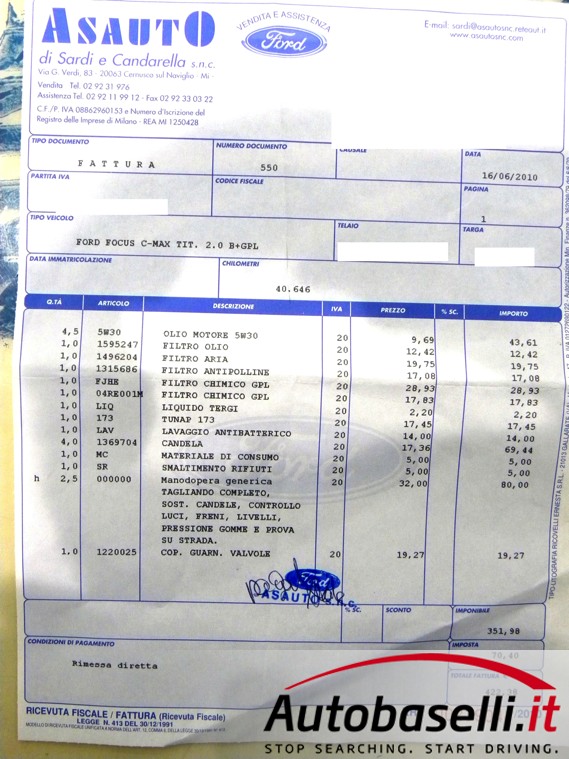 ASAUTO
di Sardi e Candarella s.n.c.
Via G. Verdi, 83 - 20063 Cernusco sul Naviglio - Mi -
Vendita Tel. 02 92 31 976
Assistenza Tel. 02 92 11 99 12 - Fax 02 92 33 03 22
C.F./P. IVA 08862960153 e Numero d'Iscrizione del
Registro delle Imprese di Milano - REA MI 1250428
VENDITA E ASSISTENZA
Ford
E-mail: sardi@asautosnc.reteaut.it
www.asautosnc.com
TIPO DOCUMENTO
FATTURA
NUMERO DOCUMENTO
550
CAUSALE
DATA
16/06/2010
PARTITA IVA
CODICE FISCALE
PAGINA
1
TIPO VEICOLO
FORD FOCUS C-MAX TIT. 2.0 B+GPL
TELAIO
TARGA
DATA IMMATRICOLAZIONE
CHILOMETRI
40.646
Q.TÀ ARTICOLO DESCRIZIONE IVA PREZZO % SC. IMPORTO
4,5 5W30 OLIO MOTORE 5W30 20 9,69 43,61
1,0 1595247 FILTRO OLIO 20 12,42 12,42
1,0 1496204 FILTRO ARIA 20 19,75 19,75
1,0 1315686 FILTRO ANTIPOLLINE 20 17,08 17,08
1,0 FJHE FILTRO CHIMICO GPL 20 28,93 28,93
1,0 04RE001M FILTRO CHIMICO GPL 20 17,83 17,83
1,0 LIQ LIQUIDO TERGI 20 2,20 2,20
1,0 173 TUNAP 173 20 17,45 17,45
1,0 LAV LAVAGGIO ANTIBATTERICO 20 14,00 14,00
4,0 1369704 CANDELA 20 17,36 69,44
1,0 MC MATERIALE DI CONSUMO 20 5,00 5,00
1,0 SR SMALTIMENTO RIFIUTI 20 5,00 5,00
h 2,5 000000 Manodopera generica 20 32,00 80,00
TAGLIANDO COMPLETO,
SOST. CANDELE, CONTROLLO
LUCI, FRENI, LIVELLI,
PRESSIONE GOMME E PROVA
SU STRADA.
1,0 1220025 COP. GUARN. VALVOLE 20 19,27 19,27
Ford
ASAUTO s.n.c.
% SC.
SCONTO
IMPONIBILE
351,98
CONDIZIONI DI PAGAMENTO
Rimessa diretta
IMPOSTA
70,40
TOTALE FATTURA
422,38
RICEVUTA FISCALE / FATTURA (Ricevuta Fiscale)
LEGGE N. 413 DEL 30/12/1991
Autobaselli.it
STOP SEARCHING. START DRIVING.